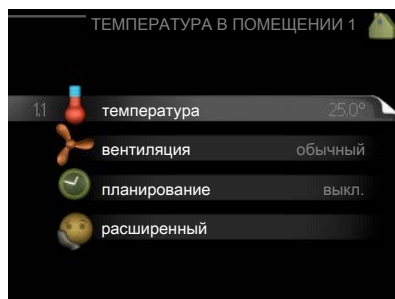 ТЕМПЕРАТУРА В ПОМЕЩЕНИИ 1
1.1 температура 25.0°
вентиляция обычный
планирование выкл.
расширенный